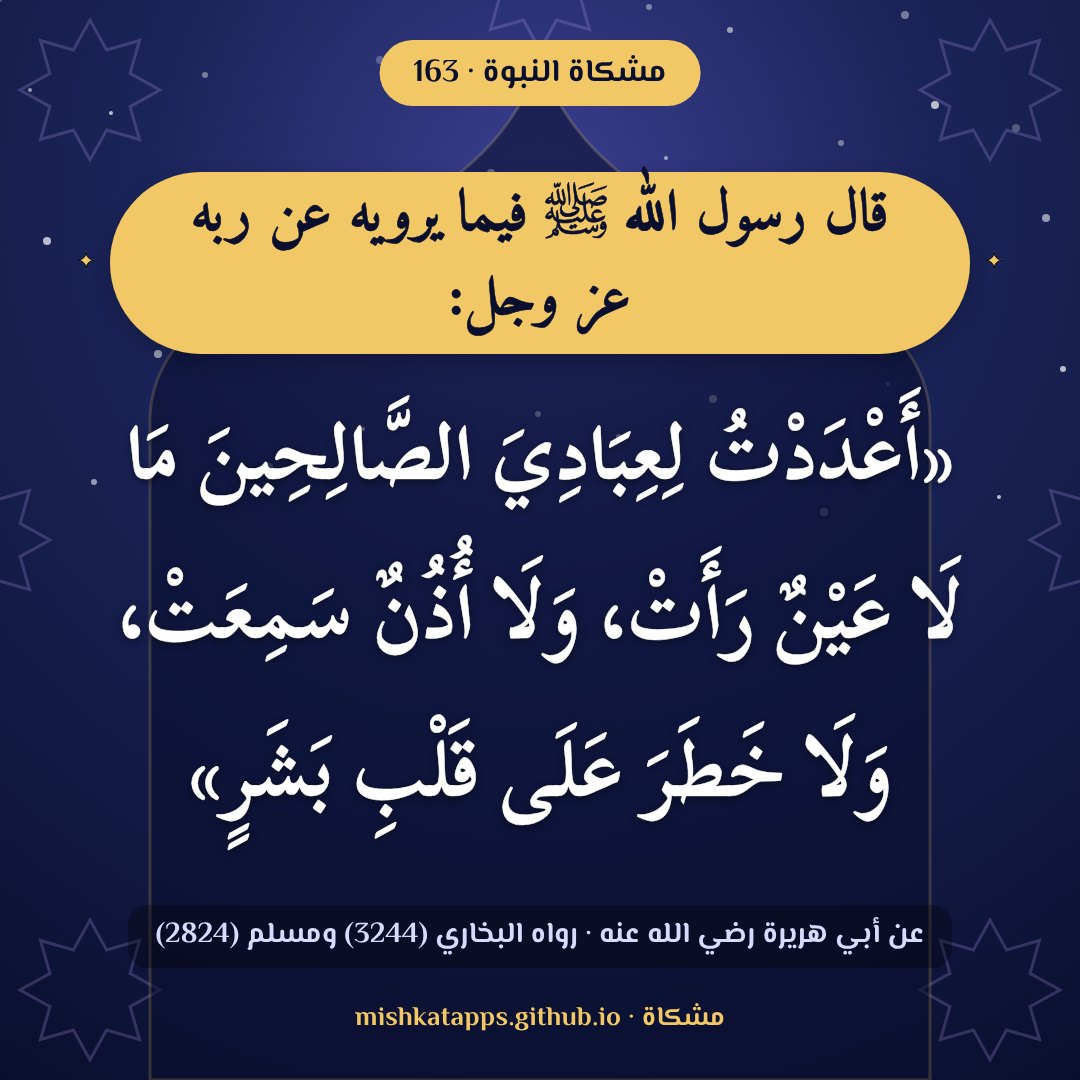 مشكاة النبوة · 163
قال رسول الله ﷺ فيما يرويه عن ربه
عز وجل:
«أَعْدَدْتُ لِعِبَادِيَ الصَّالِحِينَ مَا
لَا عَيْنٌ رَأَتْ، وَلَا أُذُنٌ سَمِعَتْ،
وَلَا خَطَرَ عَلَى قَلْبِ بَشَرٍ»
عن أبي هريرة رضي الله عنه · رواه البخاري (3244) ومسلم (2824)
مشكاة · mishkatapps.github.io